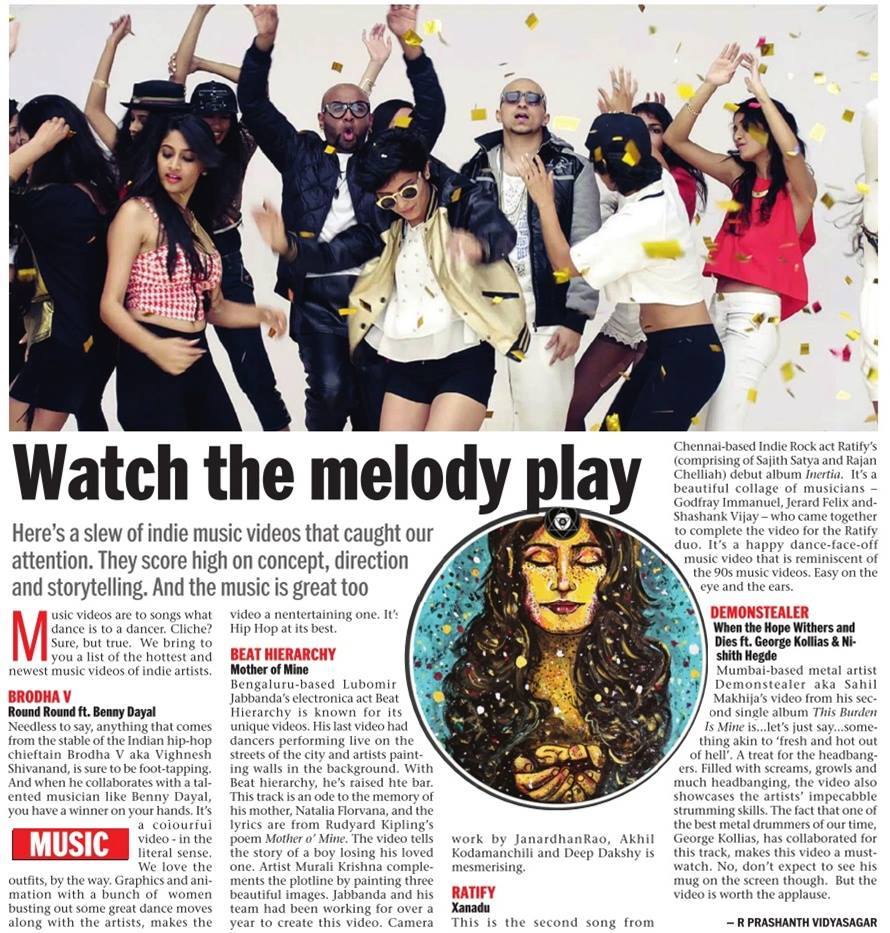 Watch the melody play
Here's a slew of indie music videos that caught our
attention. They score high on concept, direction
and storytelling. And the music is great too
Music videos are to songs what
dance is to a dancer. Cliche?
Sure, but true. We bring to
you a list of the hottest and
newest music videos of indie artists.
BRODHA V
Round Round ft. Benny Dayal
Needless to say, anything that comes
from the stable of the Indian hip-hop
chieftain Brodha V aka Vighnesh
Shivanand, is sure to be foot-tapping.
And when he collaborates with a tal-
ented musician like Benny Dayal,
you have a winner on your hands. It's
a coiourful
video - in the
literal sense.
We love the
MUSIC
outfits, by the way. Graphics and ani-
mation with a bunch of women
busting out some great dance moves
along with the artists, makes the
video a nentertaining one. It's
Hip Hop at its best.
BEAT HIERARCHY
Mother of Mine
Bengaluru-based Lubomir
Jabbanda's electronica act Beat
Hierarchy is known for its
unique videos. His last video had
dancers performing live on the
streets of the city and artists paint-
ing walls in the background. With
Beat hierarchy, he's raised hte bar.
This track is an ode to the memory of
his mother, Natalia Florvana, and the
lyrics are from Rudyard Kipling's
poem Mother o' Mine. The video tells
the story of a boy losing his loved
one. Artist Murali Krishna comple-
ments the plotline by painting three
beautiful images. Jabbanda and his
team had been working for over a
year to create this video. Camera
work by JanardhanRao, Akhil
Kodamanchili and Deep Dakshy is
mesmerising.
RATIFY
Xanadu
This is the second song from
Chennai-based Indie Rock act Ratify's
(comprising of Sajith Satya and Rajan
Chelliah) debut album Inertia. It's a
beautiful collage of musicians –
Godfray Immanuel, Jerard Felix and-
Shashank Vijay – who came together
to complete the video for the Ratify
duo. It's a happy dance-face-off
music video that is reminiscent of
the 90s music videos. Easy on the
eye and the ears.
DEMONSTEALER
When the Hope Withers and
Dies ft. George Kollias & Ni-
shith Hegde
Mumbai-based metal artist
Demonstealer aka Sahil
Makhija's video from his sec-
ond single album This Burden
Is Mine is...let's just say...some-
thing akin to 'fresh and hot out
of hell'. A treat for the headbang-
ers. Filled with screams, growls and
much headbanging, the video also
showcases the artists' impecabble
strumming skills. The fact that one of
the best metal drummers of our time,
George Kollias, has collaborated for
this track, makes this video a must-
watch. No, don't expect to see his
mug on the screen though. But the
video is worth the applause.
– R PRASHANTH VIDYASAGAR